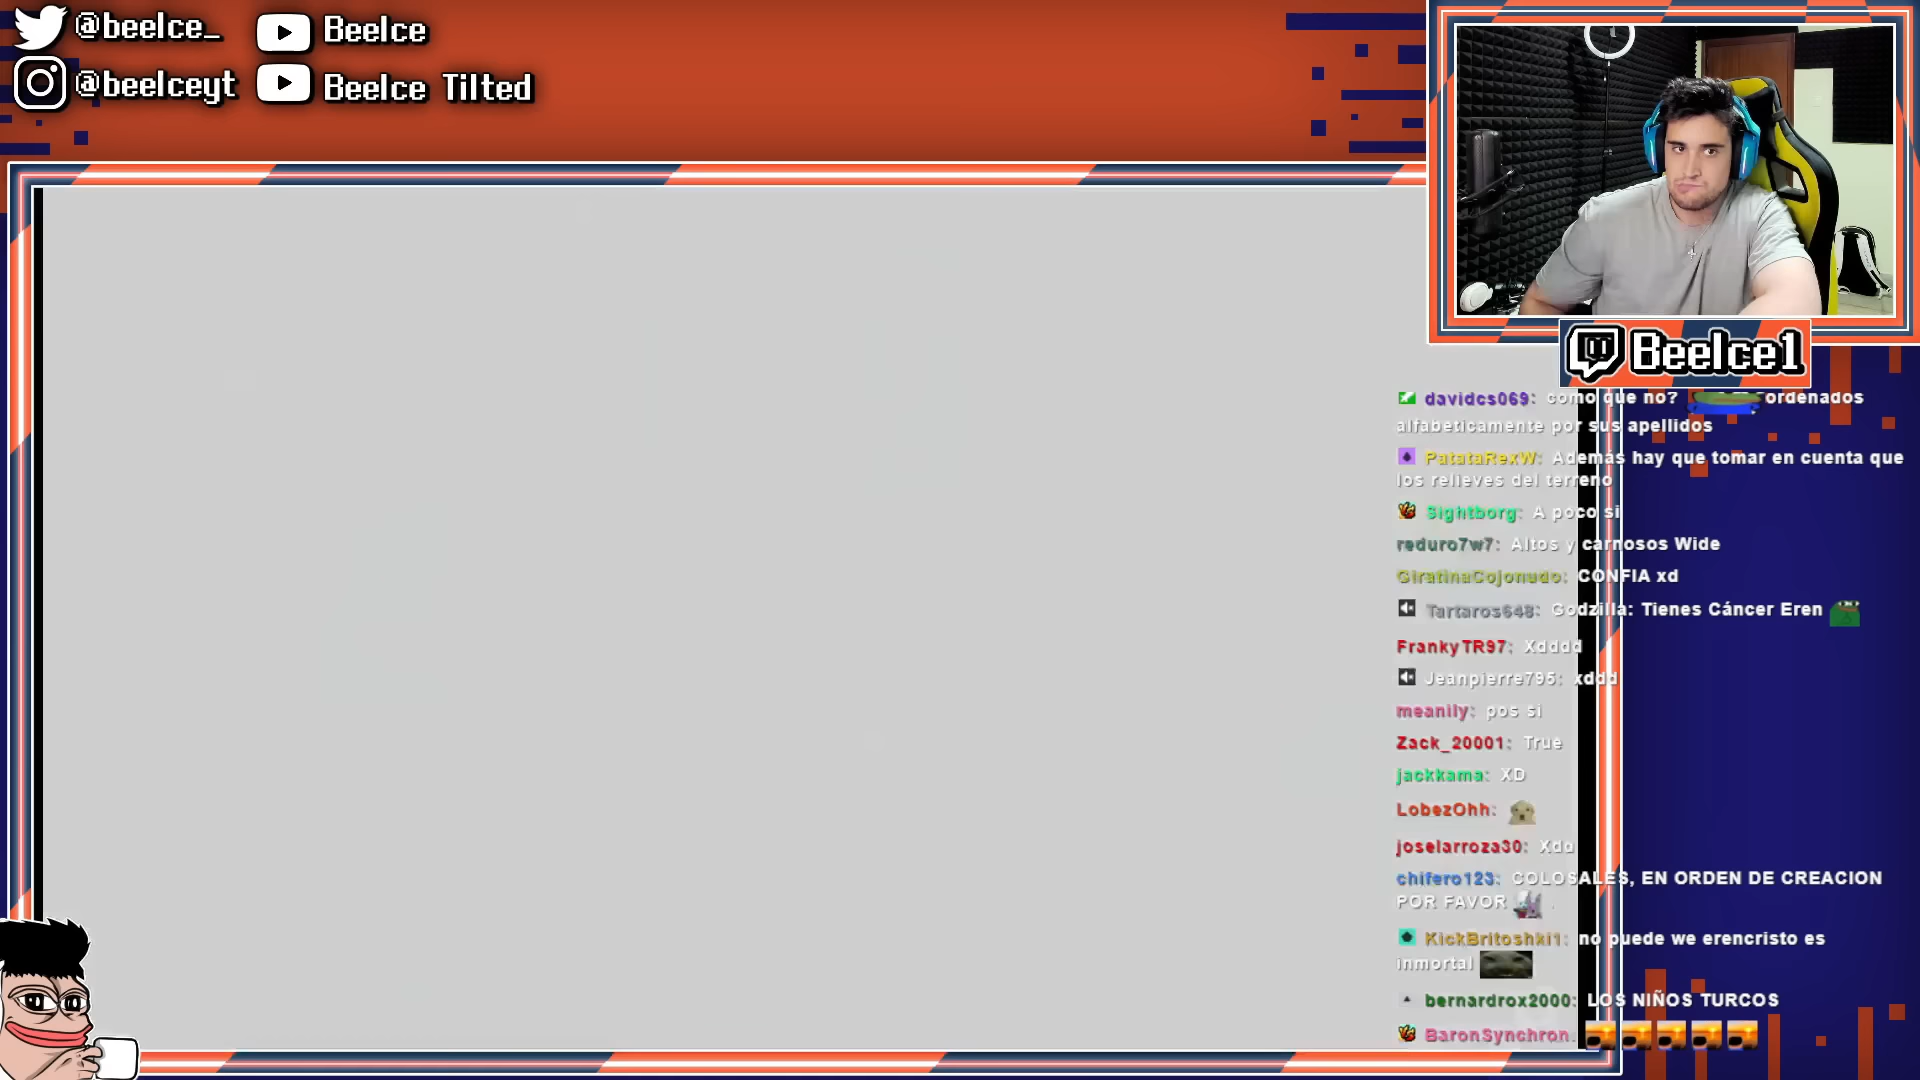 @beelce_
Beelce
@beelceyt
Beelce Tilted
Beelce1
davidcs069: como que no? ordenados
alfabeticamente por sus apellidos
PatataRexW: Además hay que tomar en cuenta que
los relieves del terreno
Sightborg: A poco si
reduro7w7: Altos y carnosos Wide
GiratinaCojonudo: CONFIA xd
Tartaros648: Godzilla: Tienes Cáncer Eren
FrankyTR97: Xdddd
Jeanpierre795: xddd
meanily: pos si
Zack_20001: True
jackkama: XD
LobezOhh:
joselarroza30: Xdd
chifero123: COLOSALES, EN ORDEN DE CREACION
POR FAVOR .
KickBritoshki1: no puede we erencristo es
inmortal
bernardrox2000: LOS NIÑOS TURCOS
BaronSynchron: